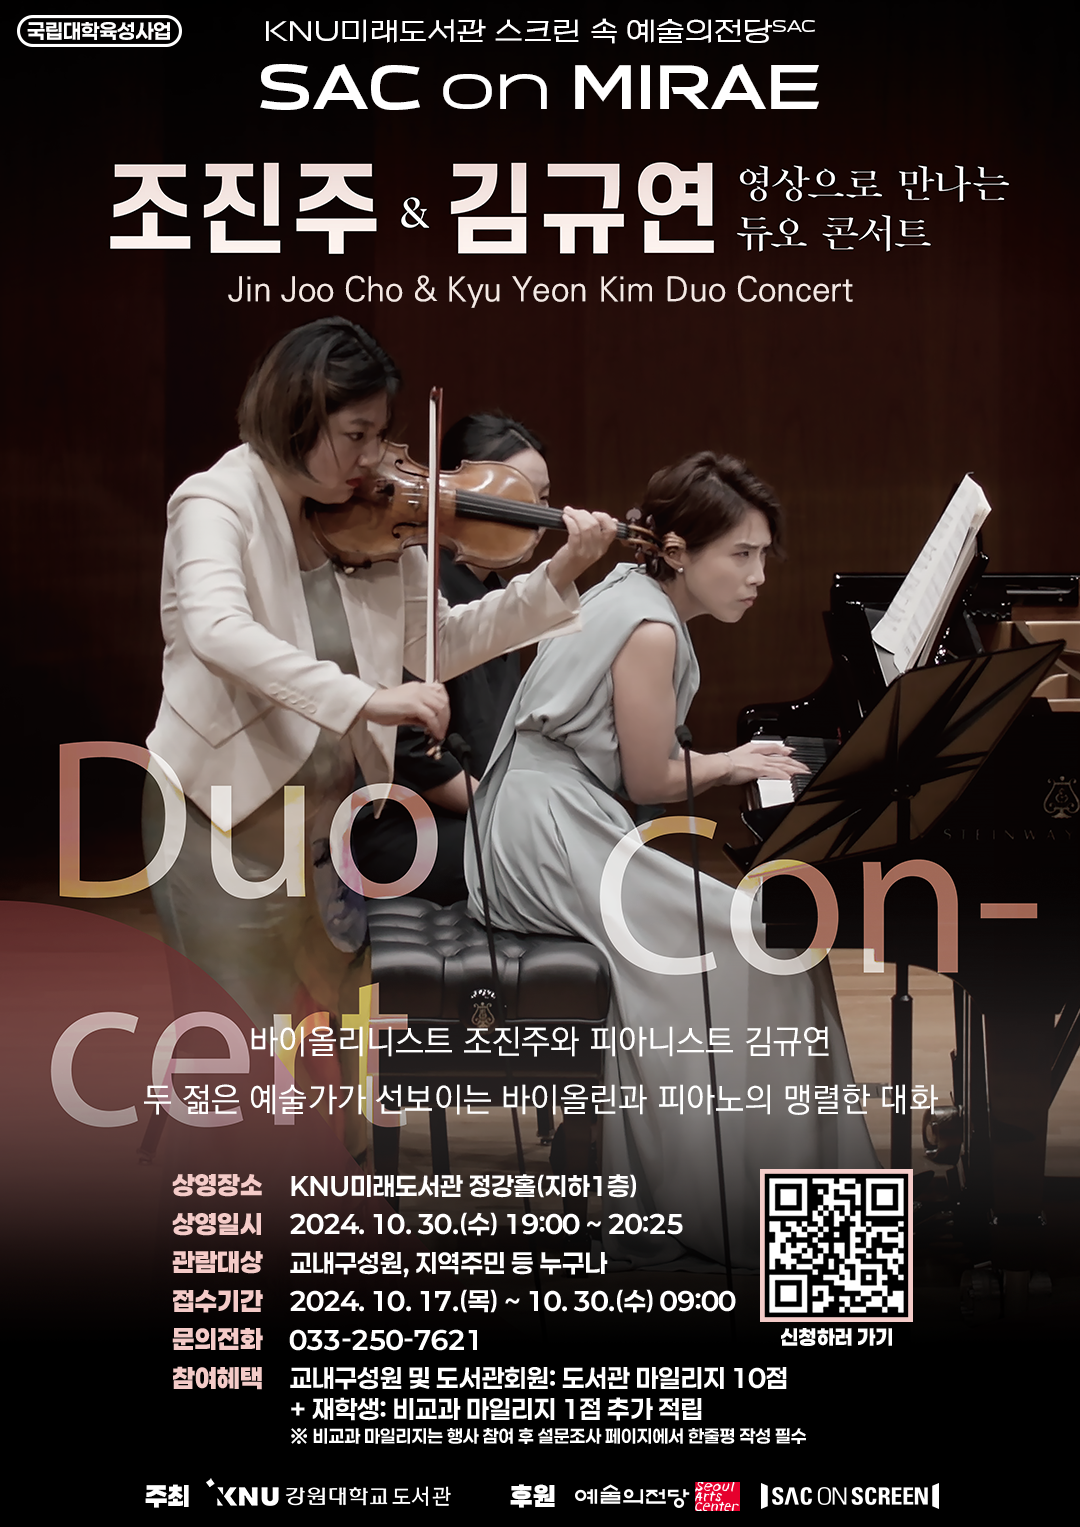 국립대학육성사업
KNU미래도서관 스크린 속 예술의전당SAC
SAC on MIRAE
조진주 & 김규연
영상으로 만나는
듀오 콘서트
Jin Joo Cho & Kyu Yeon Kim Duo Concert
STEINWAY
Duo
Con-
cert
바이올리니스트 조진주와 피아니스트 김규연
두 젊은 예술가가 선보이는 바이올린과 피아노의 맹렬한 대화
상영장소 KNU미래도서관 정강홀(지하1층)
상영일시 2024. 10. 30.(수) 19:00 ~ 20:25
관람대상 교내구성원, 지역주민 등 누구나
접수기간 2024. 10. 17.(목) ~ 10. 30.(수) 09:00
문의전화 033-250-7621
참여혜택 교내구성원 및 도서관회원: 도서관 마일리지 10점
+ 재학생: 비교과 마일리지 1점 추가 적립
※ 비교과 마일리지는 행사 참여 후 설문조사 페이지에서 한줄평 작성 필수
신청하러 가기
주최 KNU 강원대학교도서관 후원 예술의전당 Seoul Arts Center SAC ON SCREEN